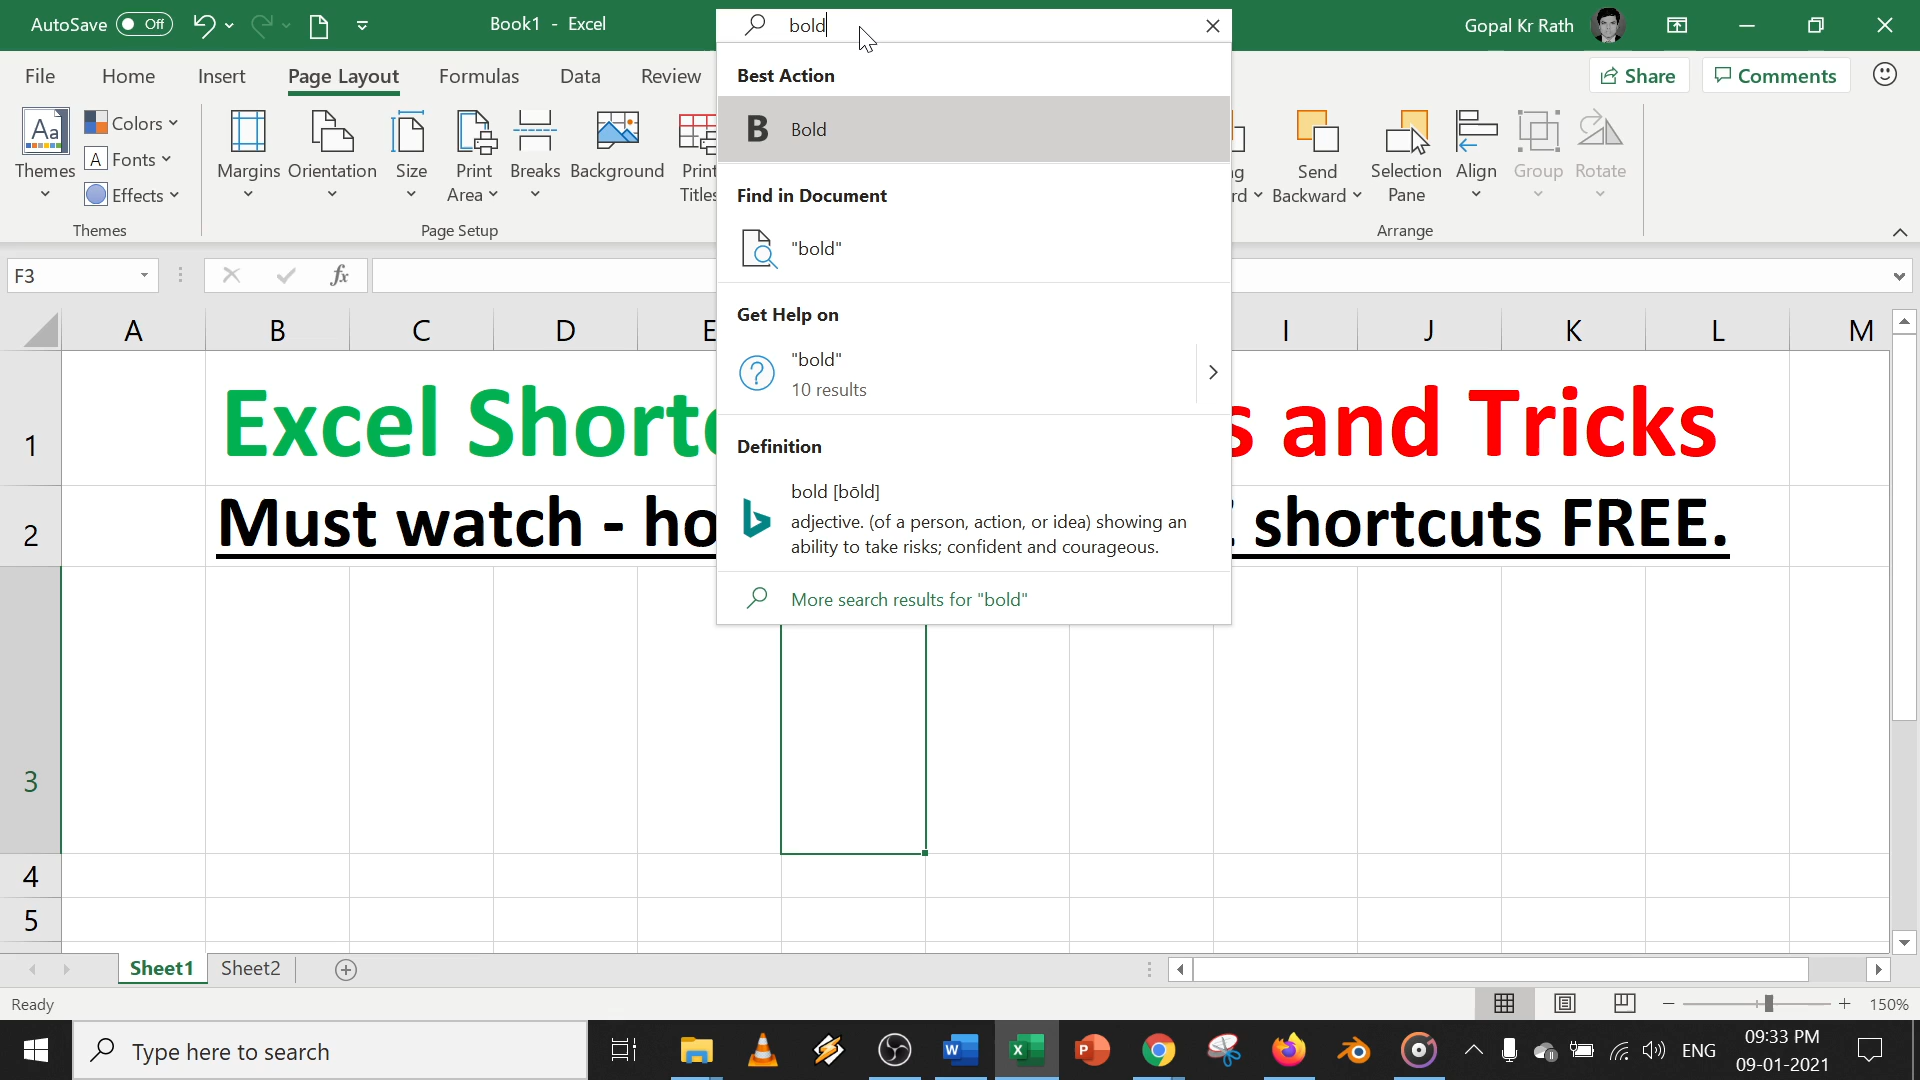 AutoSave Off Book1 - Excel bold Gopal Kr Rath
File Home Insert Page Layout Formulas Data Review Share Comments
Best Action
Bold
Find in Document
"bold"
Get Help on
"bold"
10 results
Definition
bold [bōld]
adjective. (of a person, action, or idea) showing an
ability to take risks; confident and courageous.
More search results for "bold"
Aa Colors
A Fonts
Effects
Themes
Themes
Margins Orientation Size Print Area Breaks Background Print Titles
Page Setup
Send Backward Selection Pane Align Group Rotate
Arrange
F3 fx
A B C D E I J K L M
1 Excel Shortc s and Tricks
2 Must watch - ho shortcuts FREE.
3
4
5
Sheet1 Sheet2
Ready 150%
Type here to search ENG 09:33 PM
09-01-2021